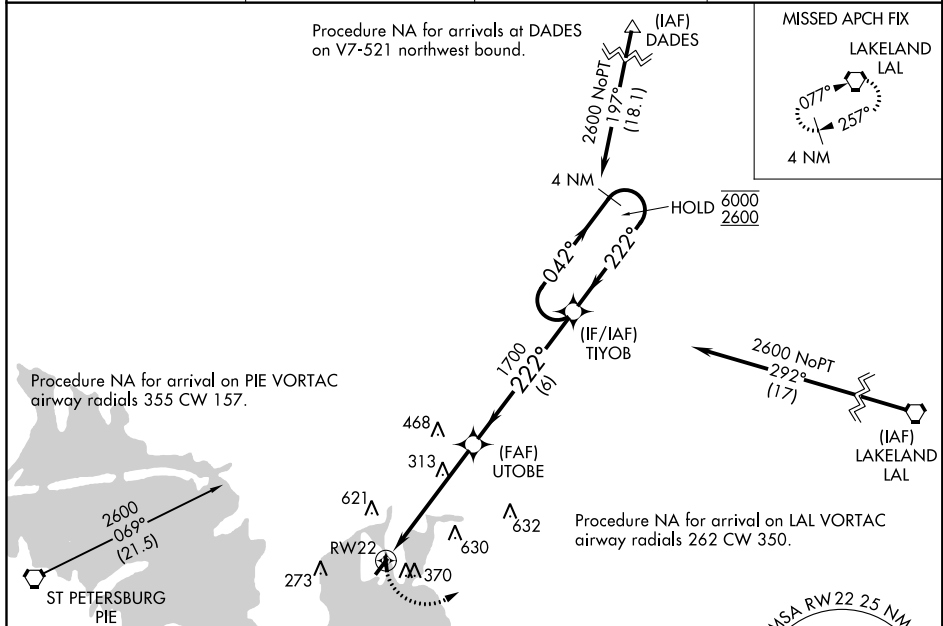 Procedure NA for arrivals at DADES
on V7-521 northwest bound.
(IAF)
DADES
2600 NoPT
197°
(18.1)
MISSED APCH FIX
LAKELAND
LAL
077°
257°
4 NM
4 NM
HOLD
6000
2600
042°
222°
(IF/IAF)
TIYOB
1700
222°
(6)
2600 NoPT
292°
(17)
(IAF)
LAKELAND
LAL
Procedure NA for arrival on PIE VORTAC
airway radials 355 CW 157.
468
(FAF)
UTOBE
313
621
632
630
Procedure NA for arrival on LAL VORTAC
airway radials 262 CW 350.
2600
069°
(21.5)
RW22
273
370
ST PETERSBURG
PIE
MSA RW 22 25 NM